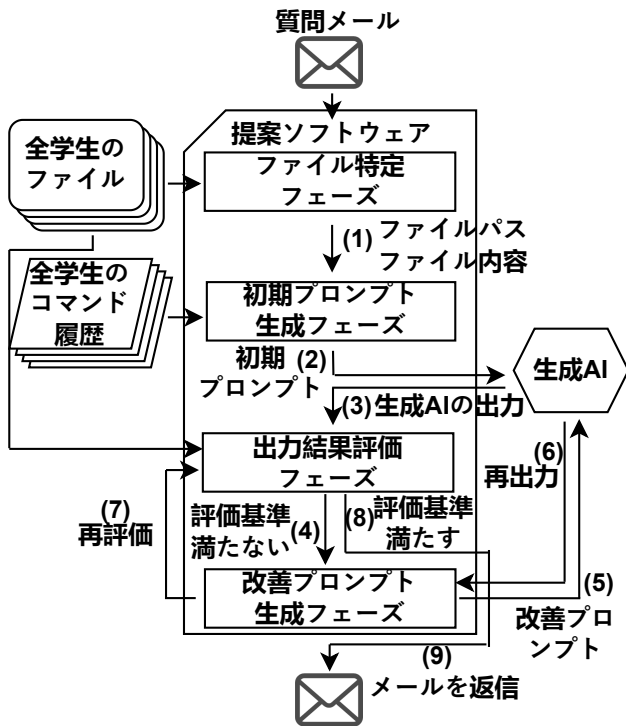 質問メール
提案ソフトウェア
全学生の
ファイル
ファイル特定
フェーズ
(1) ファイルパス
ファイル内容
全学生の
コマンド
履歴
初期プロンプト
生成フェーズ
初期 (2)
プロンプト
生成AI
(3) 生成AIの出力
出力結果評価
フェーズ
(6)
再出力
(7)
再評価
評価基準
満たない (4)
(8) 評価基準
満たす
改善プロンプト
生成フェーズ
(5)
改善プロ
ンプト
(9)
メールを返信